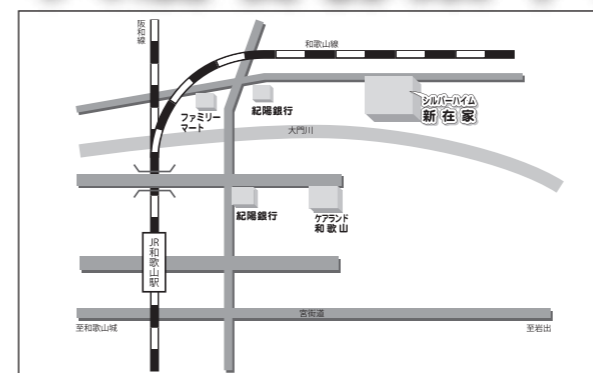 阪和線
和歌山線
ファミリー
マート
紀陽銀行
シルバーハイム
新在家
大門川
紀陽銀行
ケアランド
和歌山
JR和歌山駅
宮街道
至和歌山城
至岩出